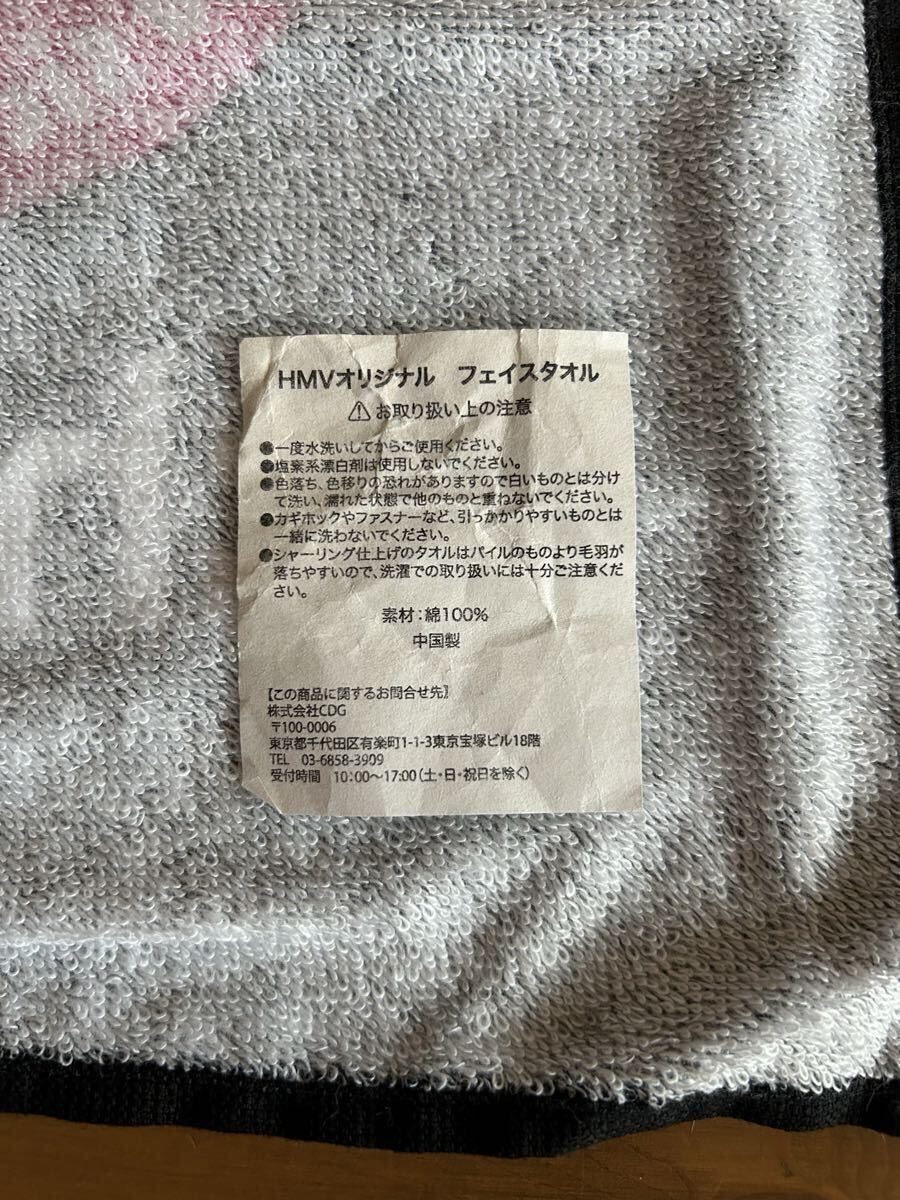 HMVオリジナル　フェイスタオル
⚠お取り扱い上の注意
●一度水洗いしてからご使用ください。
●塩素系漂白剤は使用しないでください。
●色落ち、色移りの恐れがありますので白いものとは分け
て洗い、濡れた状態で他のものと重ねないでください。
●カギホックやファスナーなど、引っかかりやすいものとは
一緒に洗わないでください。
●シャーリング仕上げのタオルはパイルのものより毛羽が
落ちやすいので、洗濯での取り扱いには十分ご注意くだ
さい。
素材：綿100%
中国製
【この商品に関するお問合せ先】
株式会社CDG
〒100-0006
東京都千代田区有楽町1-1-3東京宝塚ビル18階
TEL　03-6858-3909
受付時間　10：00～17:00（土・日・祝日を除く）